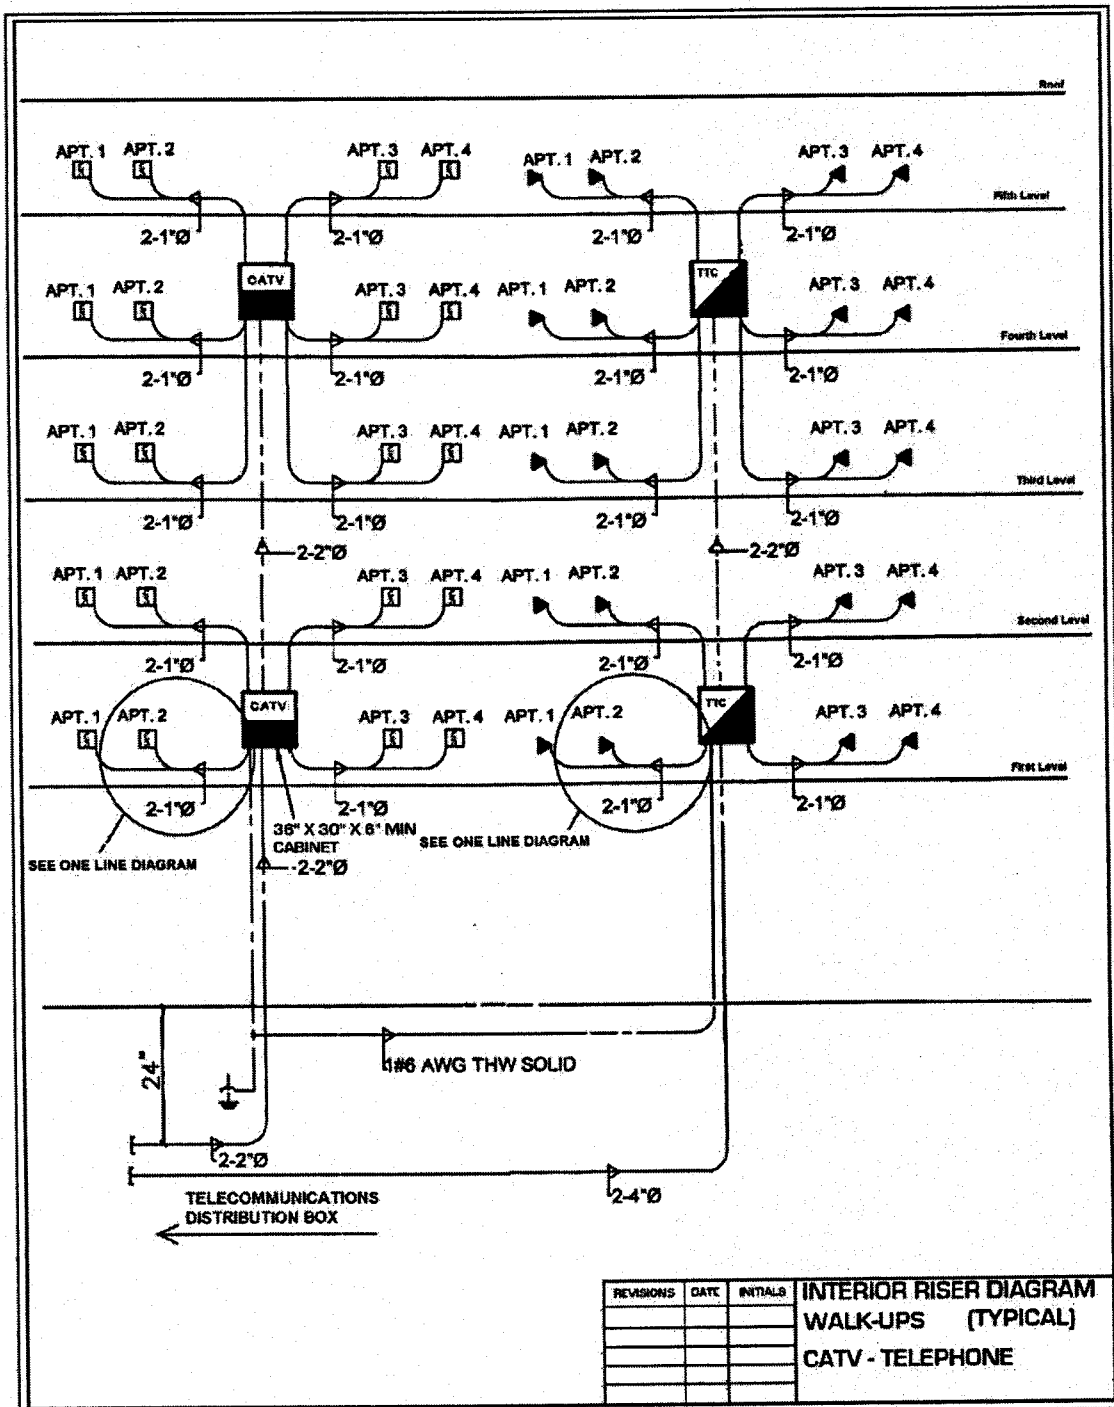 Roof
APT. 1 APT. 2 APT. 3 APT. 4 APT. 1 APT. 2 APT. 3 APT. 4
Fifth Level
2-1"Ø 2-1"Ø 2-1"Ø 2-1"Ø
CATV TTC
APT. 1 APT. 2 APT. 3 APT. 4 APT. 1 APT. 2 APT. 3 APT. 4
Fourth Level
2-1"Ø 2-1"Ø 2-1"Ø 2-1"Ø
APT. 1 APT. 2 APT. 3 APT. 4 APT. 1 APT. 2 APT. 3 APT. 4
Third Level
2-1"Ø 2-1"Ø 2-1"Ø 2-1"Ø
2-2"Ø 2-2"Ø
APT. 1 APT. 2 APT. 3 APT. 4 APT. 1 APT. 2 APT. 3 APT. 4
Second Level
2-1"Ø 2-1"Ø 2-1"Ø 2-1"Ø
CATV TTC
APT. 1 APT. 2 APT. 3 APT. 4 APT. 1 APT. 2 APT. 3 APT. 4
First Level
2-1"Ø 2-1"Ø 2-1"Ø 2-1"Ø
36" X 30" X 6" MIN
CABINET
SEE ONE LINE DIAGRAM SEE ONE LINE DIAGRAM
2-2"Ø
24"
1#6 AWG THW SOLID
2-2"Ø
2-4"Ø
TELECOMMUNICATIONS
DISTRIBUTION BOX
REVISIONS DATE INITIALS
INTERIOR RISER DIAGRAM
WALK-UPS (TYPICAL)
CATV - TELEPHONE